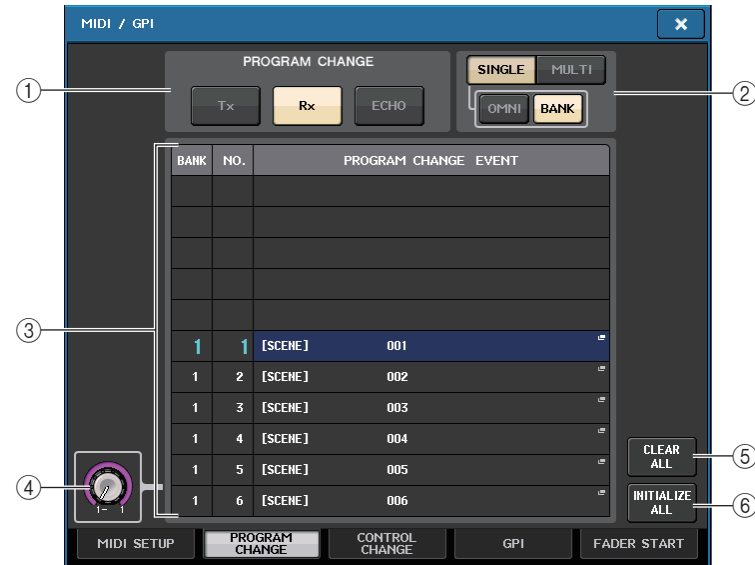 MIDI / GPI
PROGRAM CHANGE
Tx Rx ECHO
SINGLE MULTI
OMNI BANK
① ② ③ ④ ⑤ ⑥
BANK NO. PROGRAM CHANGE EVENT
1 1 [SCENE] 001
1 2 [SCENE] 002
1 3 [SCENE] 003
1 4 [SCENE] 004
1 5 [SCENE] 005
1 6 [SCENE] 006
1- 1
CLEAR
ALL
INITIALIZE
ALL
MIDI SETUP PROGRAM CHANGE CONTROL CHANGE GPI FADER START